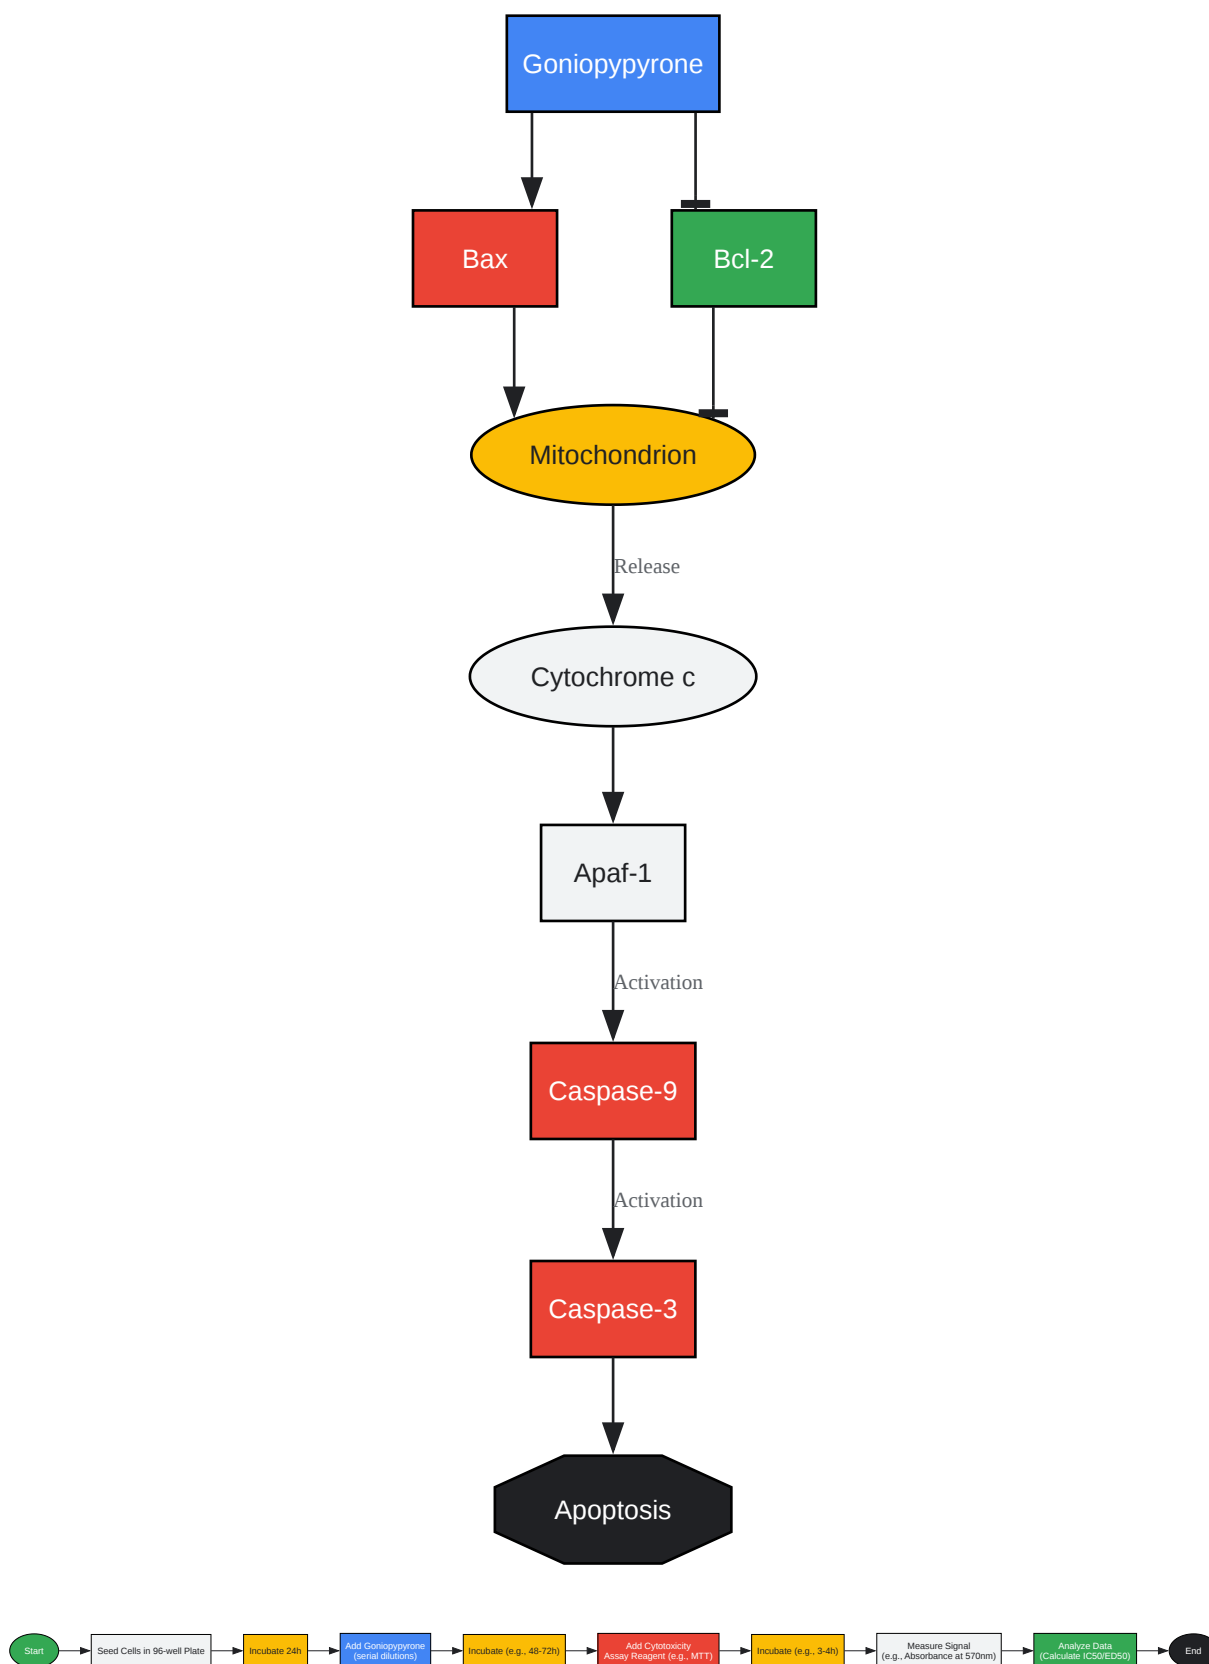 Goniopypyrone
Bax
Bcl-2
Mitochondrion
Release
Cytochrome c
Apaf-1
Activation
Caspase-9
Activation
Caspase-3
Apoptosis
Start
Seed Cells in 96-well Plate
Incubate 24h
Add Goniopypyrone
(serial dilutions)
Incubate (e.g., 48-72h)
Add Cytotoxicity
Assay Reagent (e.g., MTT)
Incubate (e.g., 3-4h)
Measure Signal
(e.g., Absorbance at 570nm)
Analyze Data
(Calculate IC50/ED50)
End